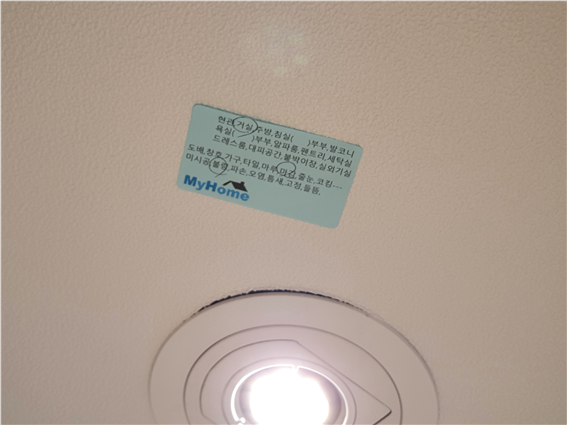 현관,거실,주방,침실( )부부,발코니
욕실( )부부,알파룸,팬트리,세탁실
드레스룸,대피공간,붙박이장,실외기실
도배,창호,가구,타일,마루,마감,줄눈,코킹....
미시공,불량,파손,오염,틈새,고정,들뜸,
MyHome